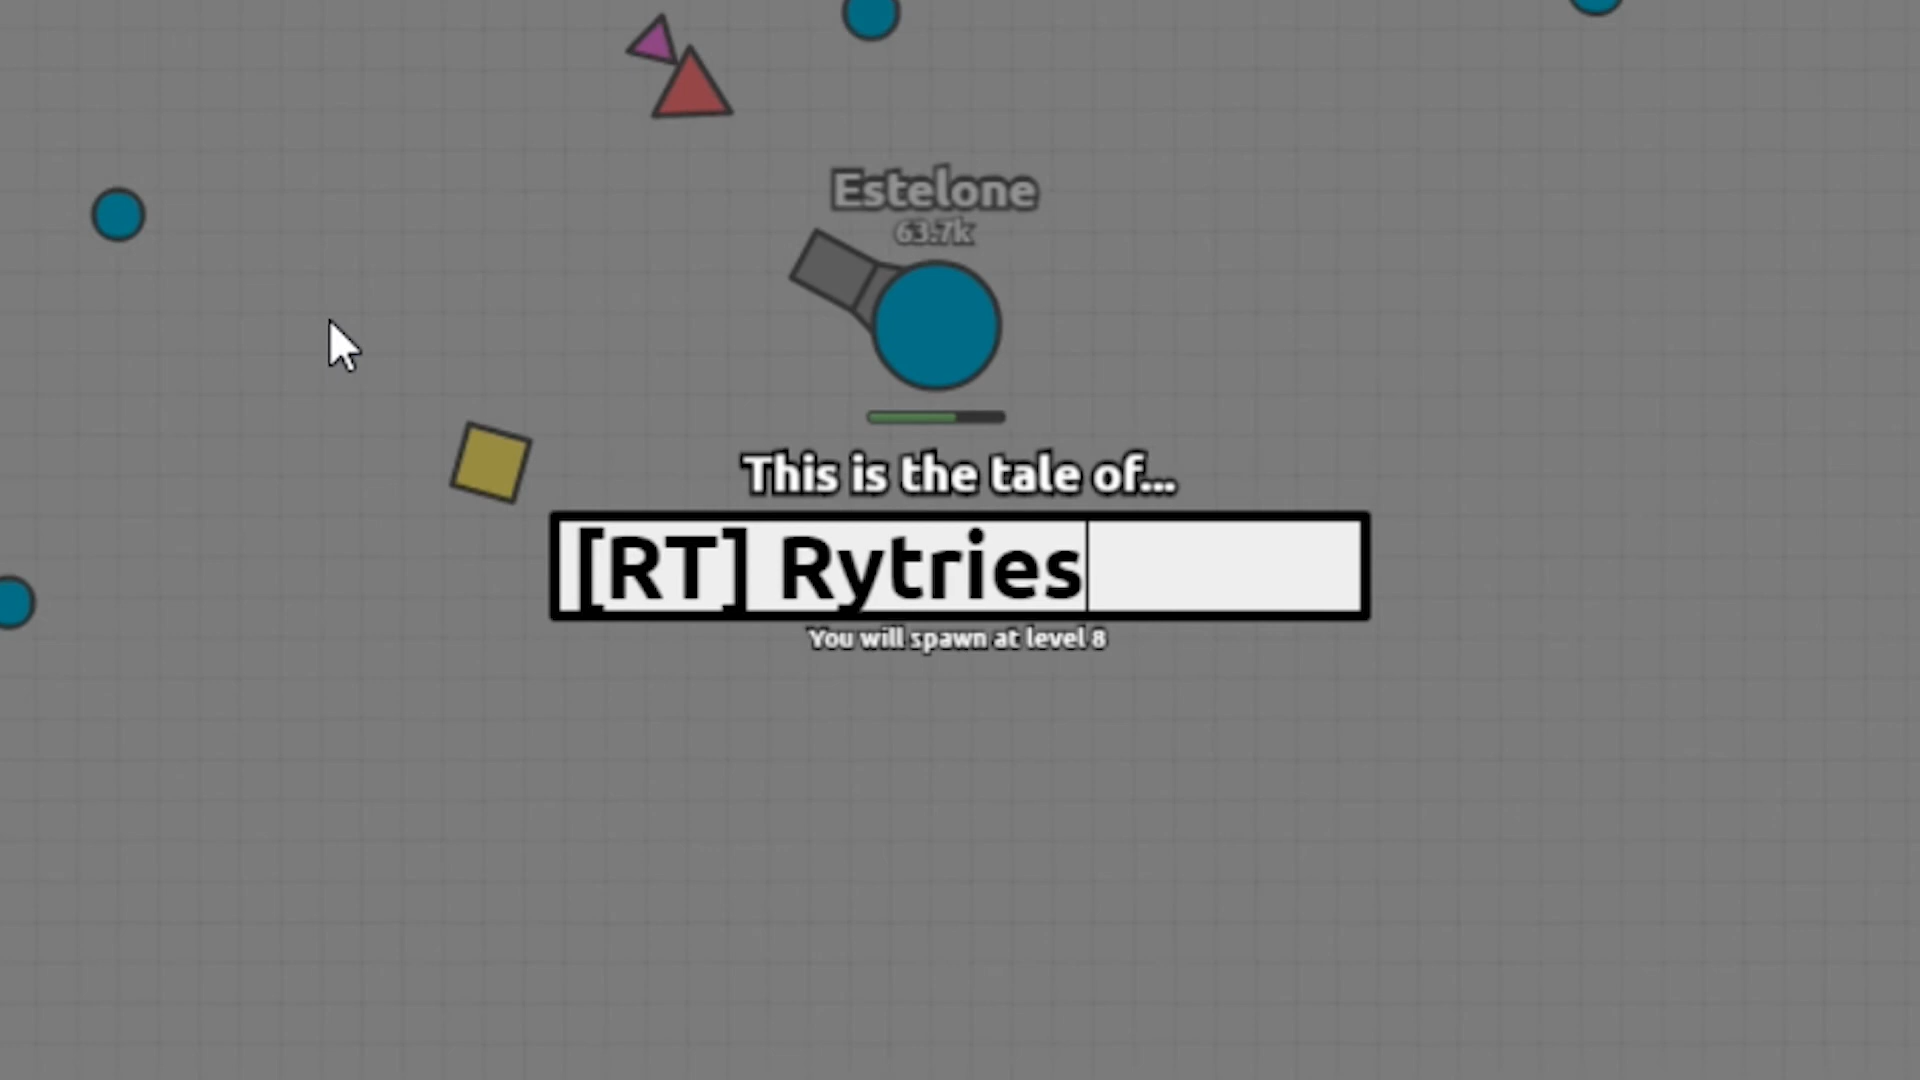 Estelone
63.7k
This is the tale of...
[RT] Rytries
You will spawn at level 8